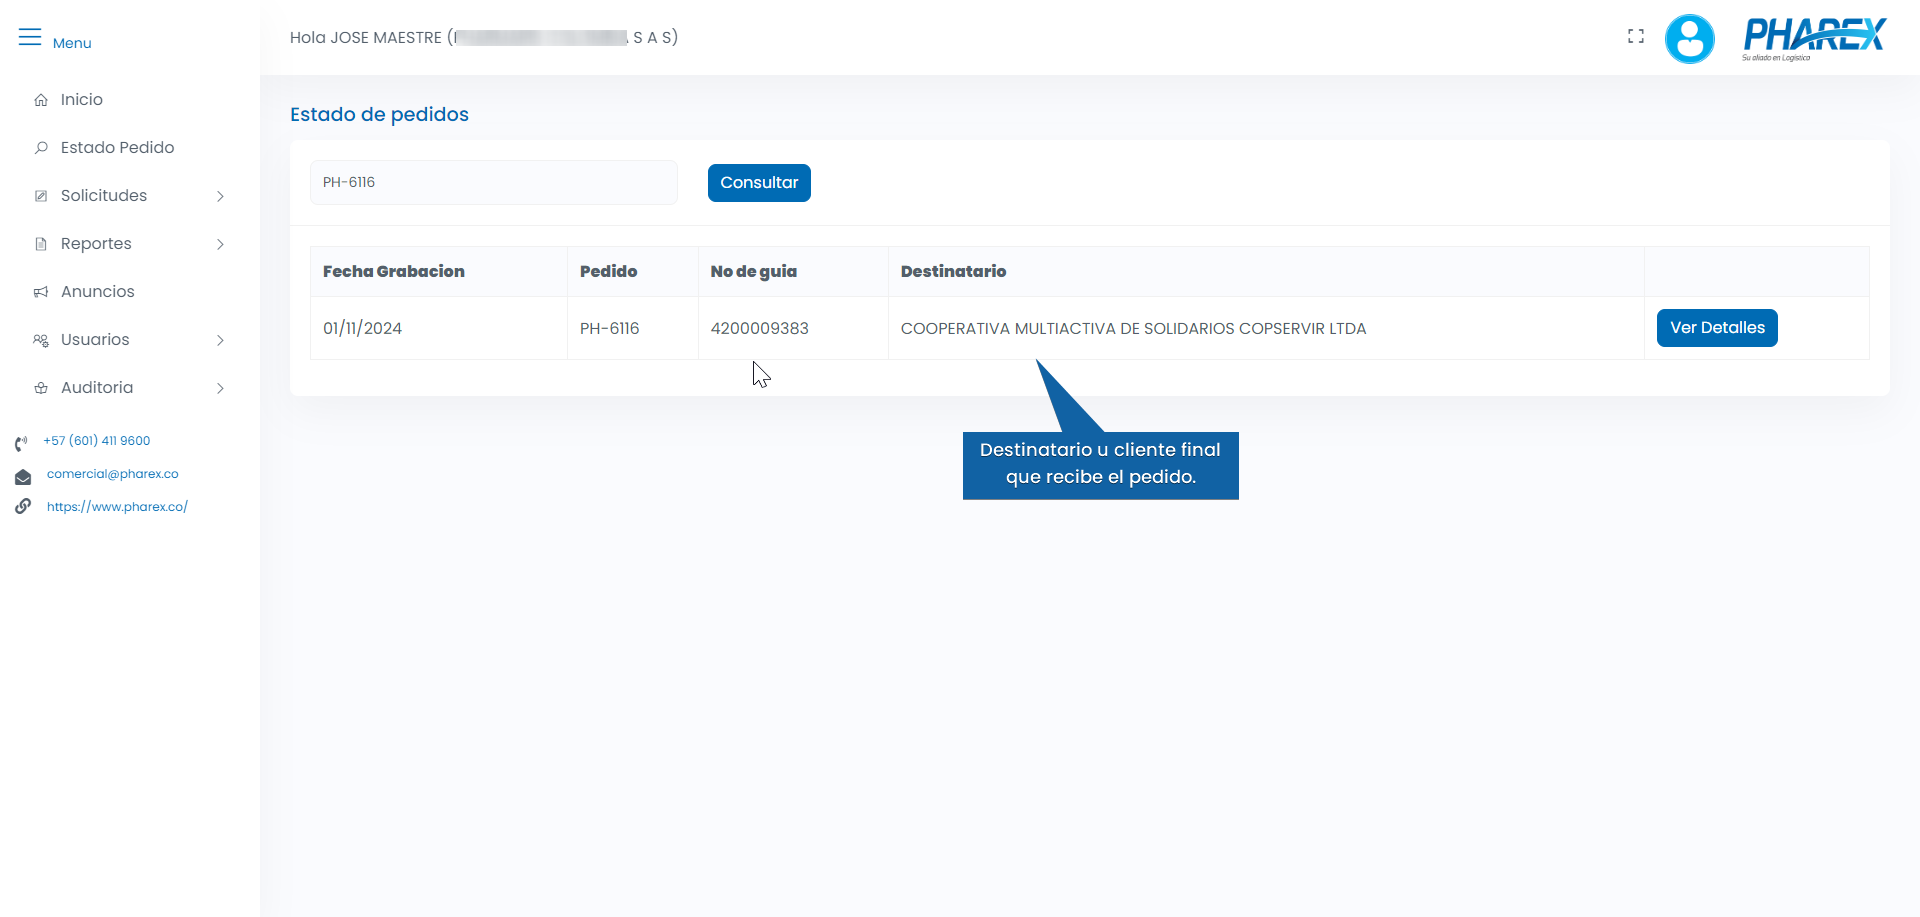 Menu
Hola JOSE MAESTRE ( S A S)
PHAREX
Su aliado en Logística
Inicio
Estado Pedido
Solicitudes
Reportes
Anuncios
Usuarios
Auditoria
+57 (601) 411 9600
comercial@pharex.co
https://www.pharex.co/
Estado de pedidos
PH-6116
Consultar
Fecha Grabacion Pedido No de guia Destinatario
01/11/2024 PH-6116 4200009383 COOPERATIVA MULTIACTIVA DE SOLIDARIOS COPSERVIR LTDA Ver Detalles
Destinatario u cliente final
que recibe el pedido.